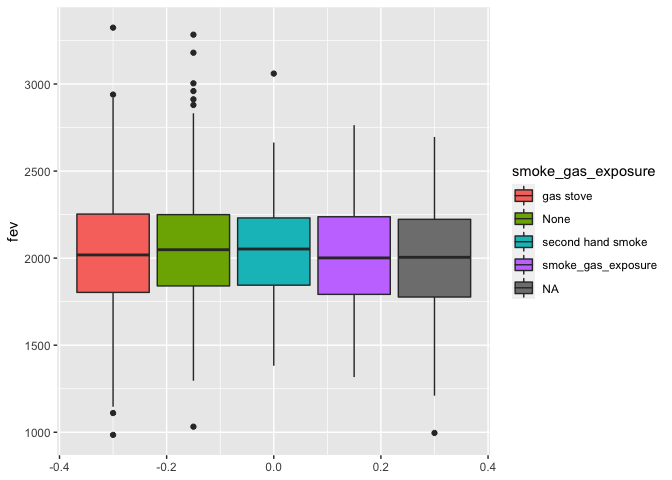 fev
3000
2500
2000
1500
1000
-0.4 -0.2 0.0 0.2 0.4
smoke_gas_exposure
gas stove
None
second hand smoke
smoke_gas_exposure
NA